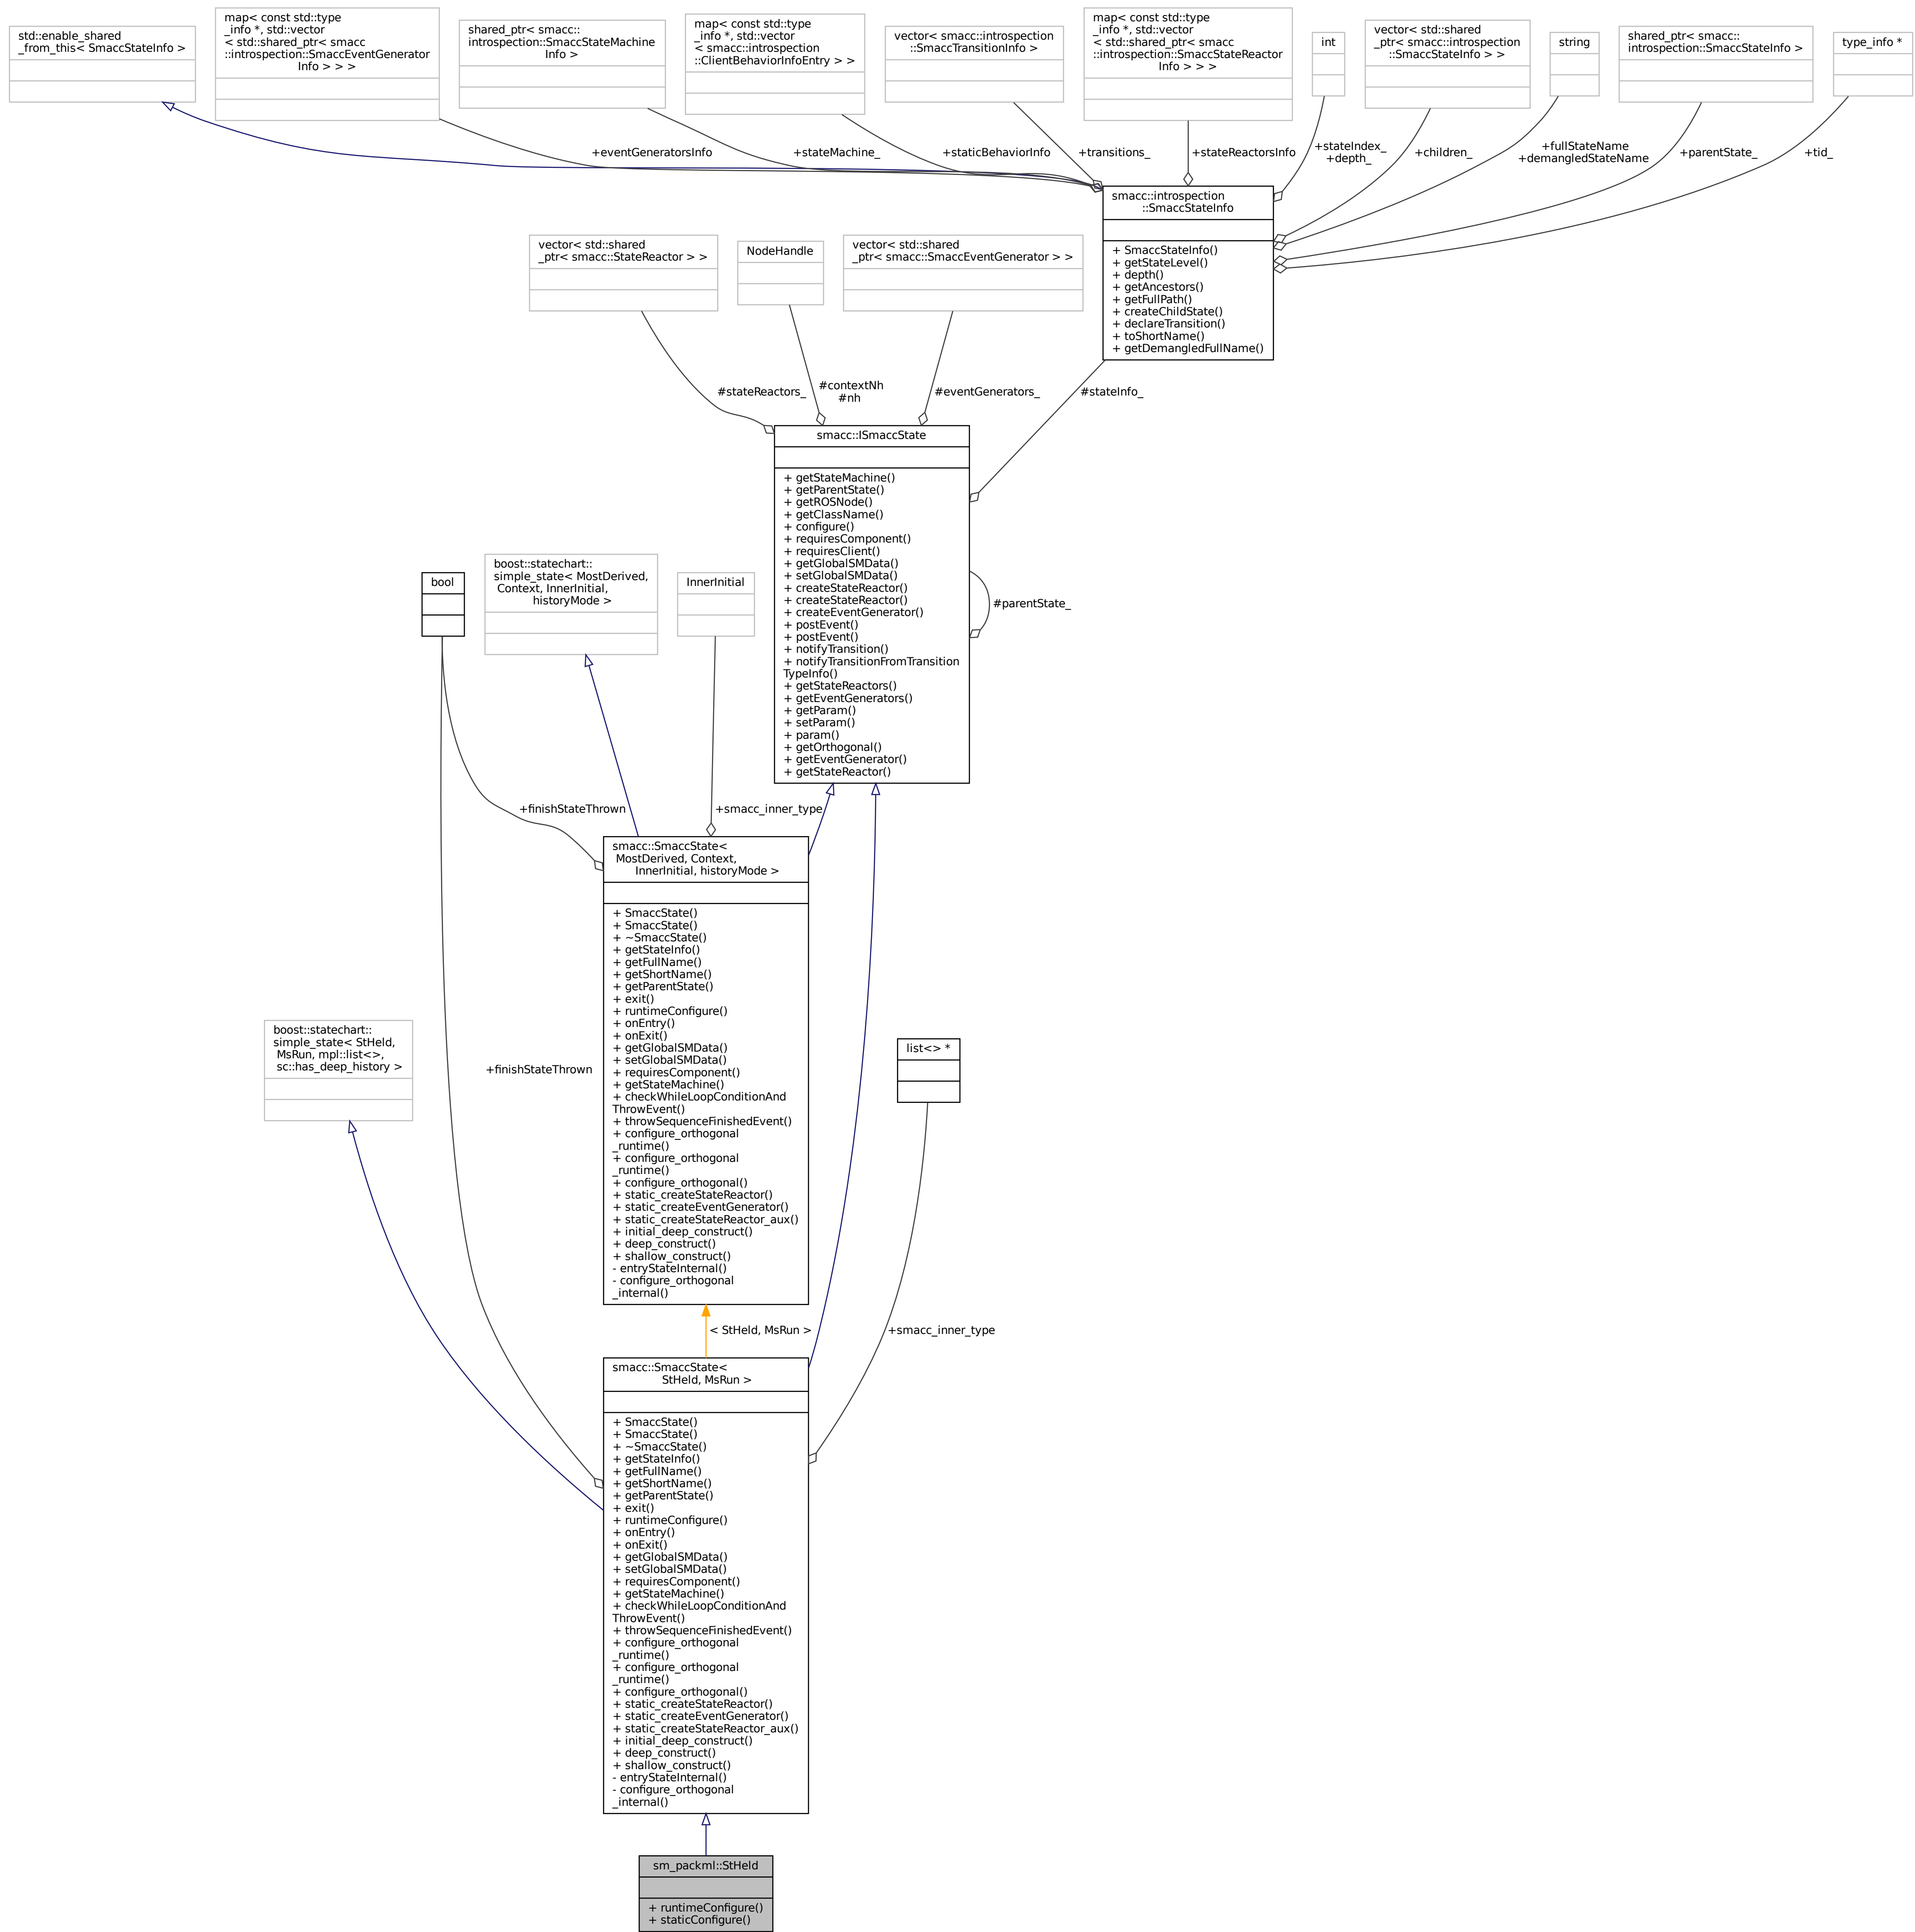 std::enable_shared
_from_this< SmaccStateInfo >
map< const std::type
_info *, std::vector
< std::shared_ptr< smacc
::introspection::SmaccEventGenerator
Info > > >
shared_ptr< smacc::
introspection::SmaccStateMachine
Info >
map< const std::type
_info *, std::vector
< smacc::introspection
::ClientBehaviorInfoEntry > >
vector< smacc::introspection
::SmaccTransitionInfo >
map< const std::type
_info *, std::vector
< std::shared_ptr< smacc
::introspection::SmaccStateReactor
Info > > >
int
vector< std::shared
_ptr< smacc::introspection
::SmaccStateInfo > >
string
shared_ptr< smacc::
introspection::SmaccStateInfo >
type_info *
+eventGeneratorsInfo
+stateMachine_
+staticBehaviorInfo
+transitions_
+stateReactorsInfo
+stateIndex_
+depth_
+children_
+fullStateName
+demangledStateName
+parentState_
+tid_
smacc::introspection
::SmaccStateInfo
+ SmaccStateInfo()
+ getStateLevel()
+ depth()
+ getAncestors()
+ getFullPath()
+ createChildState()
+ declareTransition()
+ toShortName()
+ getDemangledFullName()
vector< std::shared
_ptr< smacc::StateReactor > >
NodeHandle
vector< std::shared
_ptr< smacc::SmaccEventGenerator > >
#stateReactors_
#contextNh
#nh
#eventGenerators_
#stateInfo_
smacc::ISmaccState
+ getStateMachine()
+ getParentState()
+ getROSNode()
+ getClassName()
+ configure()
+ requiresComponent()
+ requiresClient()
+ getGlobalSMData()
+ setGlobalSMData()
+ createStateReactor()
+ createStateReactor()
+ createEventGenerator()
+ postEvent()
+ postEvent()
+ notifyTransition()
+ notifyTransitionFromTransition
TypeInfo()
+ getStateReactors()
+ getEventGenerators()
+ getParam()
+ setParam()
+ param()
+ getOrthogonal()
+ getEventGenerator()
+ getStateReactor()
#parentState_
bool
boost::statechart::
simple_state< MostDerived,
Context, InnerInitial,
historyMode >
InnerInitial
+finishStateThrown
+smacc_inner_type
smacc::SmaccState<
MostDerived, Context,
InnerInitial, historyMode >
+ SmaccState()
+ SmaccState()
+ ~SmaccState()
+ getStateInfo()
+ getFullName()
+ getShortName()
+ getParentState()
+ exit()
+ runtimeConfigure()
+ onEntry()
+ onExit()
+ getGlobalSMData()
+ setGlobalSMData()
+ requiresComponent()
+ getStateMachine()
+ checkWhileLoopConditionAnd
ThrowEvent()
+ throwSequenceFinishedEvent()
+ configure_orthogonal
_runtime()
+ configure_orthogonal
_runtime()
+ configure_orthogonal()
+ static_createStateReactor()
+ static_createEventGenerator()
+ static_createStateReactor_aux()
+ initial_deep_construct()
+ deep_construct()
+ shallow_construct()
- entryStateInternal()
- configure_orthogonal
_internal()
boost::statechart::
simple_state< StHeld,
MsRun, mpl::list<>,
sc::has_deep_history >
+finishStateThrown
list<> *
< StHeld, MsRun >
+smacc_inner_type
smacc::SmaccState<
StHeld, MsRun >
+ SmaccState()
+ SmaccState()
+ ~SmaccState()
+ getStateInfo()
+ getFullName()
+ getShortName()
+ getParentState()
+ exit()
+ runtimeConfigure()
+ onEntry()
+ onExit()
+ getGlobalSMData()
+ setGlobalSMData()
+ requiresComponent()
+ getStateMachine()
+ checkWhileLoopConditionAnd
ThrowEvent()
+ throwSequenceFinishedEvent()
+ configure_orthogonal
_runtime()
+ configure_orthogonal
_runtime()
+ configure_orthogonal()
+ static_createStateReactor()
+ static_createEventGenerator()
+ static_createStateReactor_aux()
+ initial_deep_construct()
+ deep_construct()
+ shallow_construct()
- entryStateInternal()
- configure_orthogonal
_internal()
sm_packml::StHeld
+ runtimeConfigure()
+ staticConfigure()